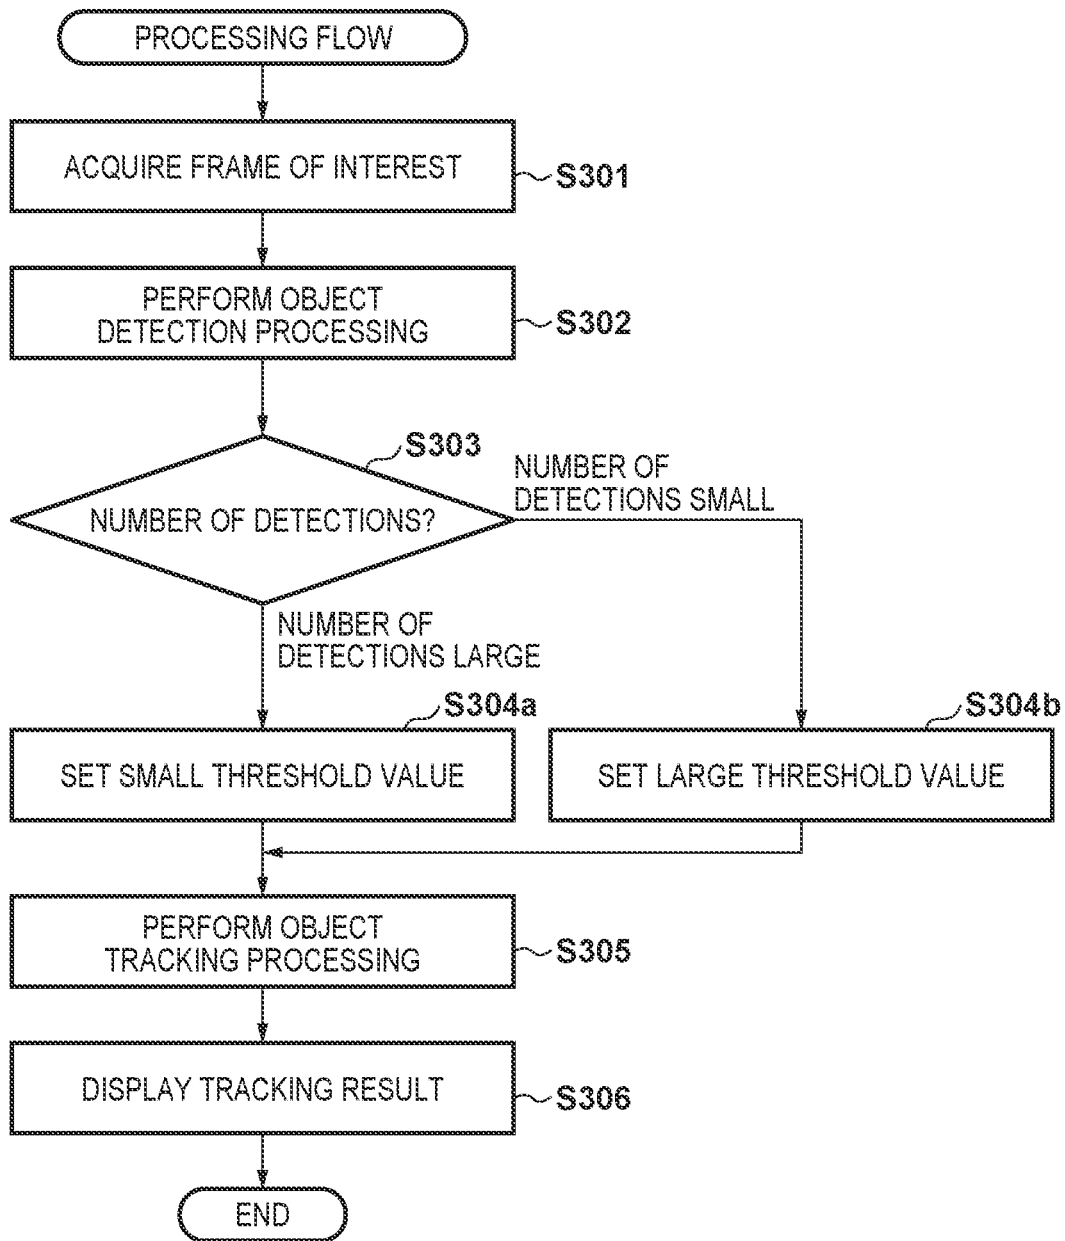 PROCESSING FLOW
ACQUIRE FRAME OF INTEREST
S301
PERFORM OBJECT
DETECTION PROCESSING
S302
S303
NUMBER OF DETECTIONS?
NUMBER OF
DETECTIONS SMALL
NUMBER OF
DETECTIONS LARGE
S304a
SET SMALL THRESHOLD VALUE
S304b
SET LARGE THRESHOLD VALUE
PERFORM OBJECT
TRACKING PROCESSING
S305
DISPLAY TRACKING RESULT
S306
END